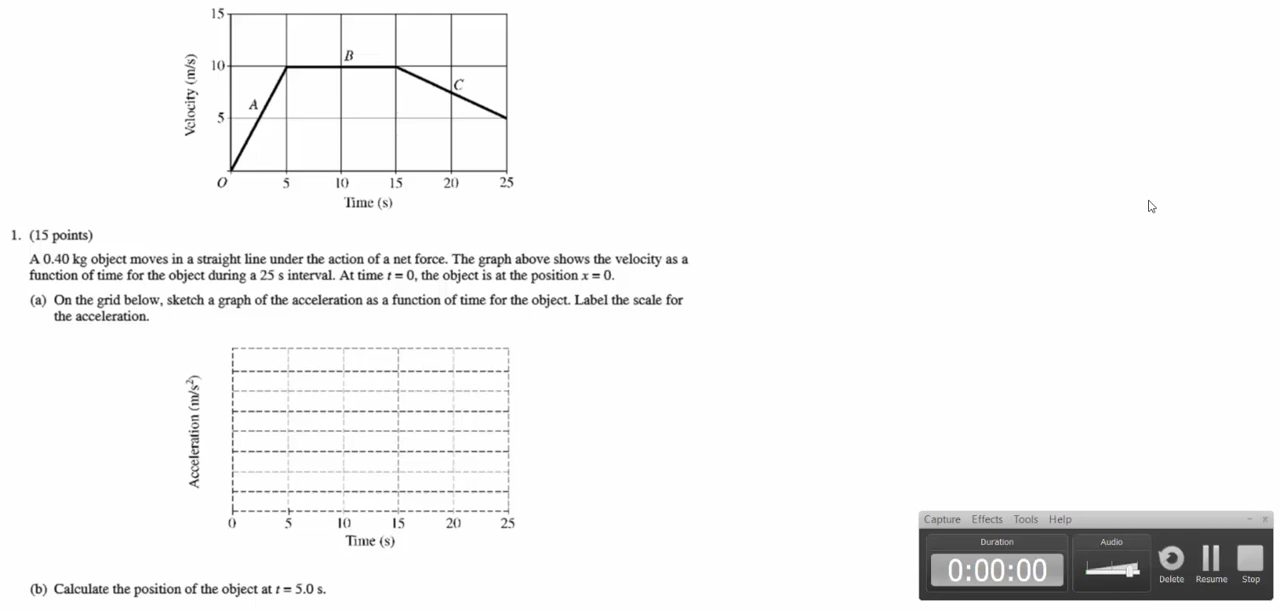 15
10
5
Velocity (m/s)
A
B
C
O 5 10 15 20 25
Time (s)
1. (15 points)
A 0.40 kg object moves in a straight line under the action of a net force. The graph above shows the velocity as a
function of time for the object during a 25 s interval. At time t = 0, the object is at the position x = 0.
(a) On the grid below, sketch a graph of the acceleration as a function of time for the object. Label the scale for
the acceleration.
Acceleration (m/s²)
0 5 10 15 20 25
Time (s)
(b) Calculate the position of the object at t = 5.0 s.
Capture Effects Tools Help
Duration
Audio
0:00:00
Delete Resume Stop